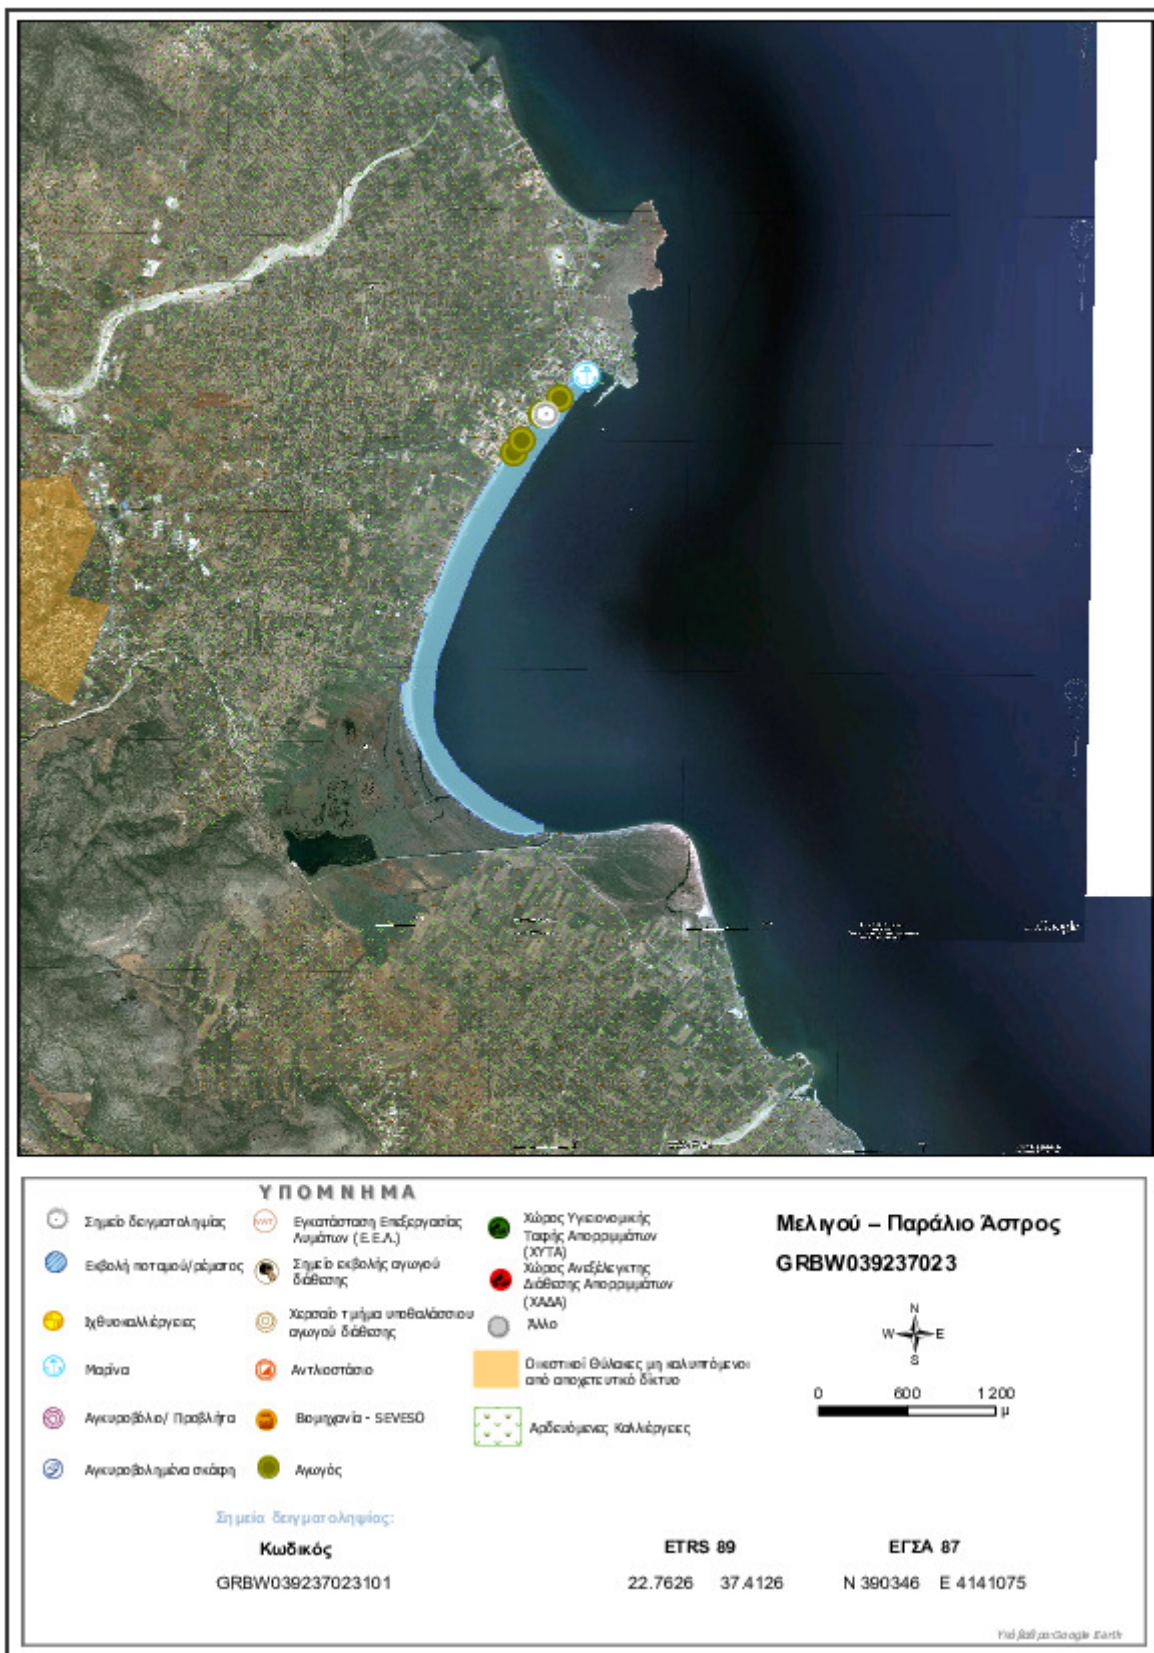 ΥΠΟΜΝΗΜΑ
Σημείο δειγματοληψίας
Εκβολή ποταμού/ρέματος
Ιχθυοκαλλιέργειες
Μαρίνα
Αγκυροβόλιο/ Προβλήτα
Αγκυροβολημένα σκάφη
Εγκατάσταση Επεξεργασίας
Λυμάτων (Ε.Ε.Λ.)
Σημείο εκβολής αγωγού
διάθεσης
Χερσαίο τμήμα υποθαλάσσιου
αγωγού διάθεσης
Αντλιοστάσιο
Βιομηχανία - SEVESO
Αγωγός
Χώρος Υγειονομικής
Ταφής Απορριμμάτων
(ΧΥΤΑ)
Χώρος Ανεξέλεγκτης
Διάθεσης Απορριμμάτων
(ΧΑΔΑ)
Άλλο
Οικιστικοί Θύλακες μη καλυπτόμενοι
από αποχετευτικό δίκτυο
Αρδευόμενες Καλλιέργειες
Μελιγού – Παράλιο Άστρος
GRBW039237023
N
W E
S
0 600 1 200
μ
Σημεία δειγματοληψίας:
Κωδικός ETRS 89 ΕΓΣΑ 87
GRBW039237023101 22.7626 37.4126 N 390346 E 4141075
Υπόβαθρο:Google Earth